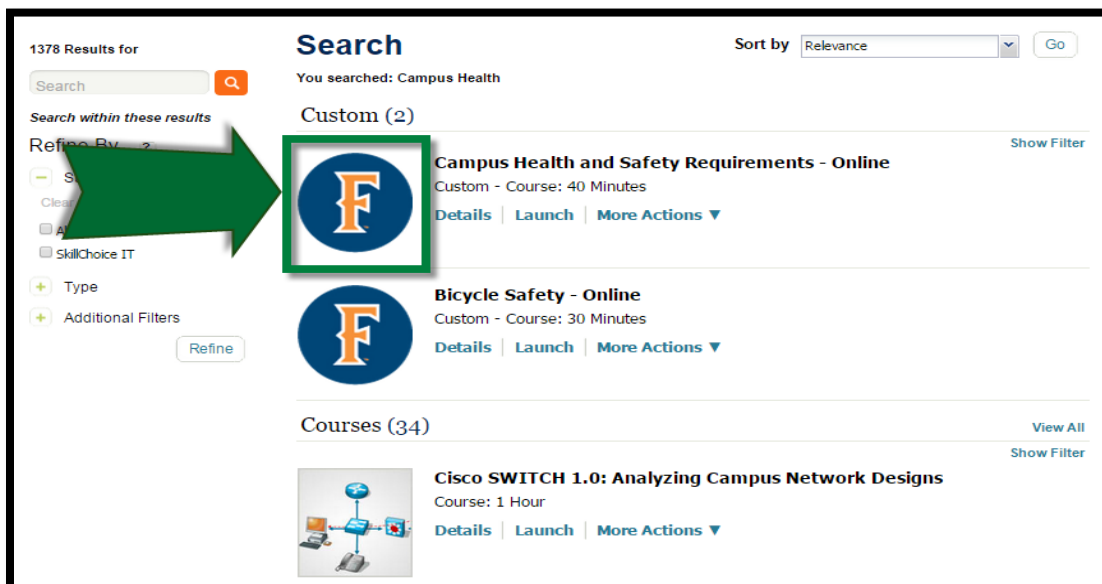 1378 Results for
Search
Search within these results
Refine By ?
Clear
SkillChoice IT
Type
Additional Filters
Refine
Search
Sort by Relevance Go
You searched: Campus Health
Custom (2)
Show Filter
F
Campus Health and Safety Requirements - Online
Custom - Course: 40 Minutes
Details | Launch | More Actions ▼
F
Bicycle Safety - Online
Custom - Course: 30 Minutes
Details | Launch | More Actions ▼
Courses (34)
View All
Show Filter
Cisco SWITCH 1.0: Analyzing Campus Network Designs
Course: 1 Hour
Details | Launch | More Actions ▼